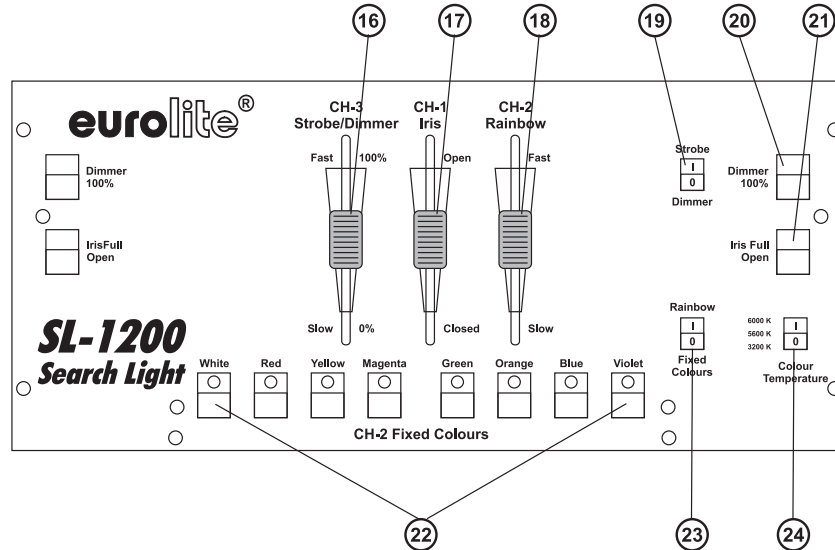 16 17 18 19 20 21
eurolite®
CH-3
Strobe/Dimmer
CH-1
Iris
CH-2
Rainbow
Fast 100%
Open
Fast
Strobe
I
0
Dimmer
Dimmer
100%
Dimmer
100%
IrisFull
Open
Iris Full
Open
Slow 0%
Closed
Slow
SL-1200
Search Light
Rainbow
I
0
Fixed
Colours
6000 K
5600 K
3200 K
I
0
Colour
Temperature
White Red Yellow Magenta Green Orange Blue Violet
CH-2 Fixed Colours
22 23 24